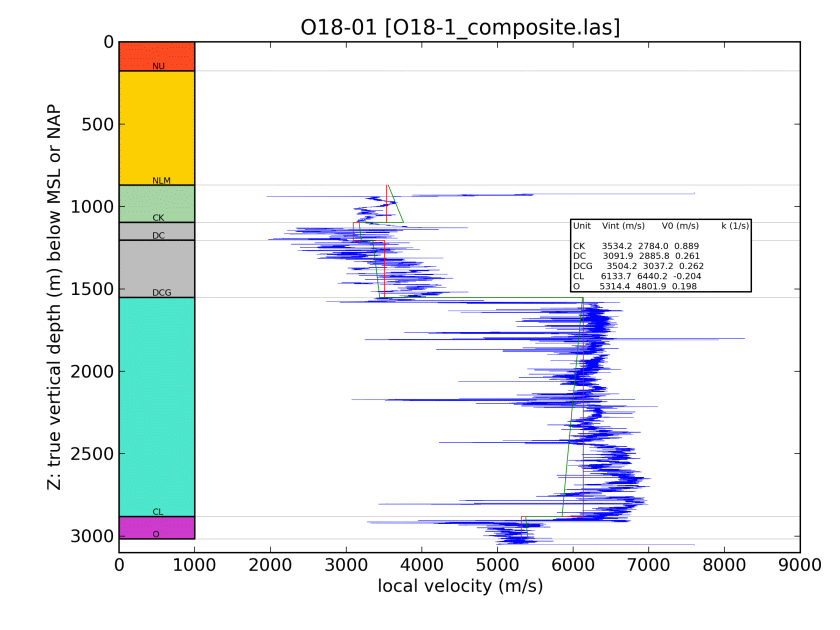 O18-01 [O18-1_composite.las]
0
500
1000
1500
2000
2500
3000
Z: true vertical depth (m) below MSL or NAP
NU
NLM
CK
DC
DCG
CL
O
Unit Vint (m/s) V0 (m/s) k (1/s)
CK 3534.2 2784.0 0.889
DC 3091.9 2885.8 0.261
DCG 3504.2 3037.2 0.262
CL 6133.7 6440.2 -0.204
O 5314.4 4801.9 0.198
0 1000 2000 3000 4000 5000 6000 7000 8000 9000
local velocity (m/s)